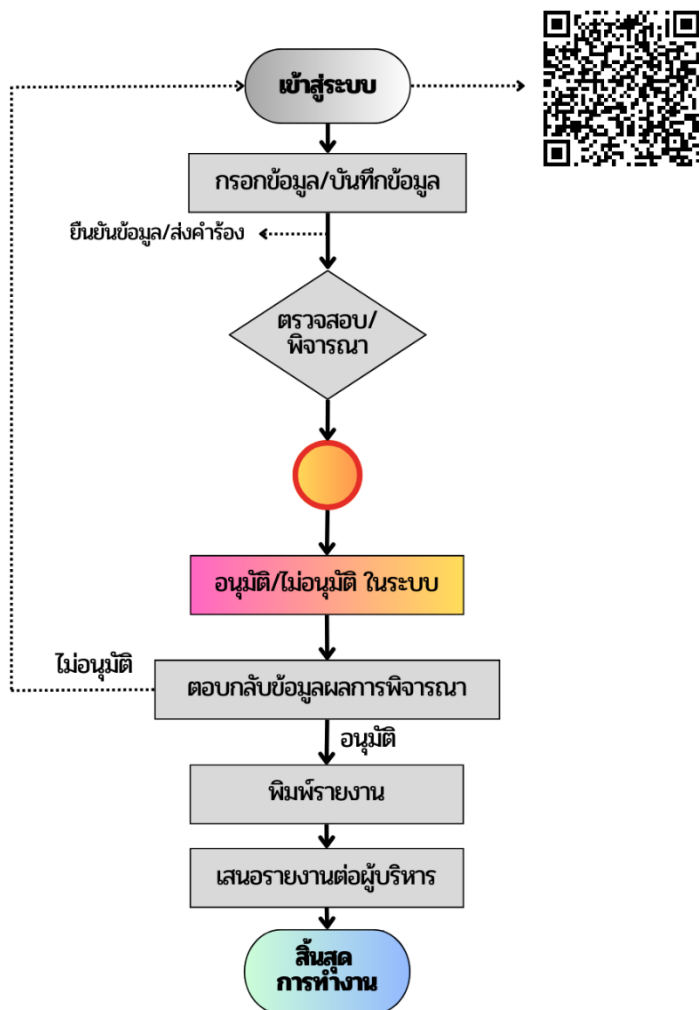 เข้าสู่ระบบ
กรอกข้อมูล/บันทึกข้อมูล
ยืนยันข้อมูล/ส่งคำร้อง
ตรวจสอบ/
พิจารณา
อนุมัติ/ไม่อนุมัติ ในระบบ
ไม่อนุมัติ
ตอบกลับข้อมูลผลการพิจารณา
อนุมัติ
พิมพ์รายงาน
เสนอรายงานต่อผู้บริหาร
สิ้นสุด
การทำงาน